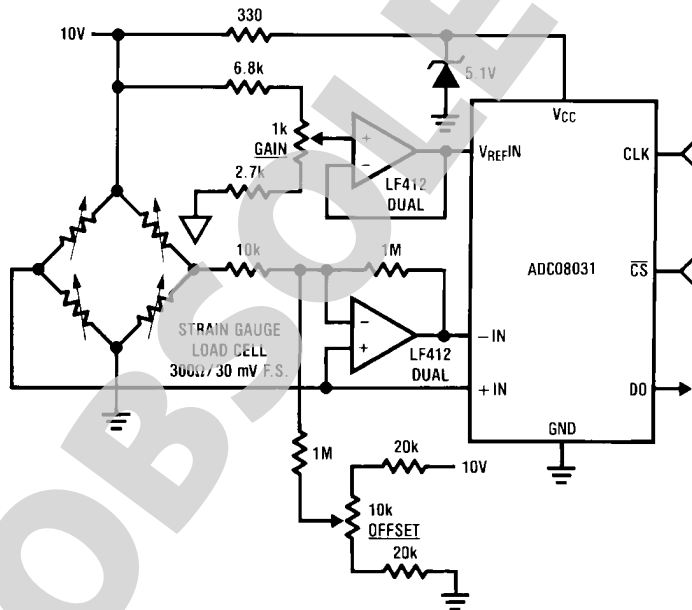 330
10V
5.1V
6.8k
1k
GAIN
2.7k
LF412
DUAL
VCC
VREFIN
CLK
ADC08031
CS
-IN
+IN
DO
GND
10k
1M
LF412
DUAL
STRAIN GAUGE
LOAD CELL
300Ω/30 mV F.S.
1M
20k
10V
10k
OFFSET
20k
OBSOLE